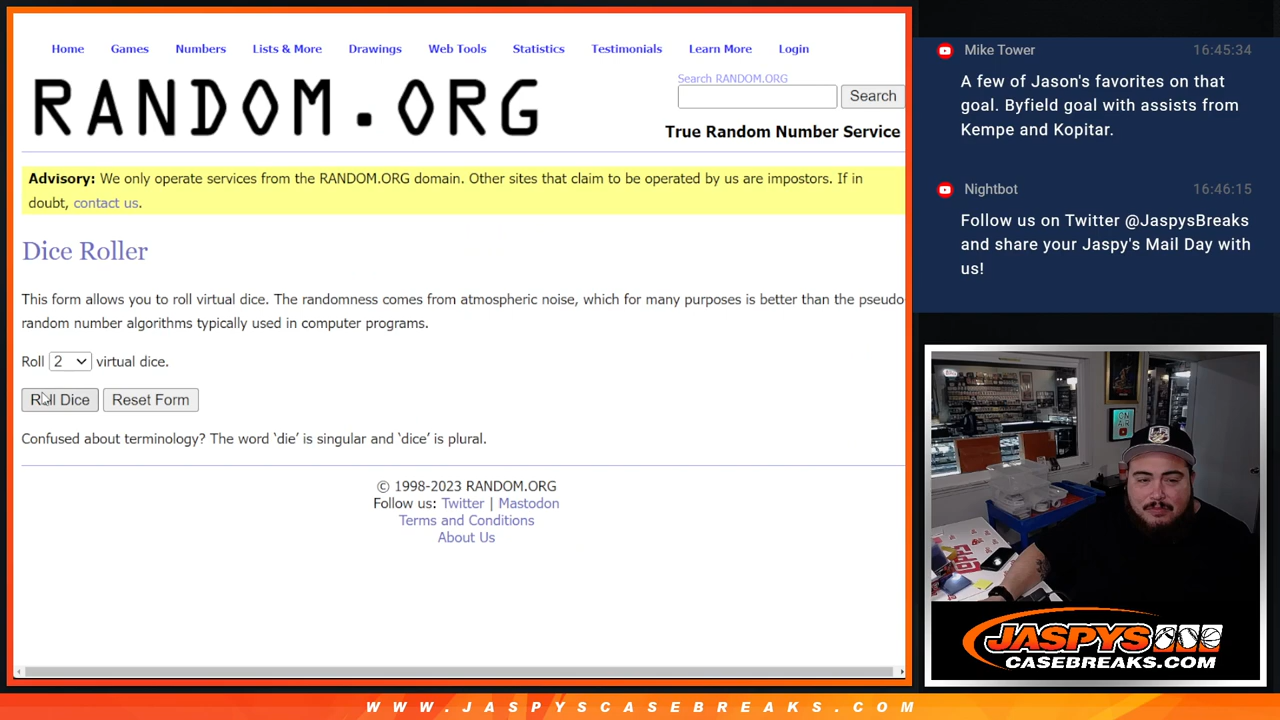 Home Games Numbers Lists & More Drawings Web Tools Statistics Testimonials Learn More Login
RANDOM.ORG
Search RANDOM.ORG
Search
True Random Number Service
Advisory: We only operate services from the RANDOM.ORG domain. Other sites that claim to be operated by us are impostors. If in
doubt, contact us.
Dice Roller
This form allows you to roll virtual dice. The randomness comes from atmospheric noise, which for many purposes is better than the pseudo
random number algorithms typically used in computer programs.
Roll 2 virtual dice.
Roll Dice Reset Form
Confused about terminology? The word ‘die’ is singular and ‘dice’ is plural.
© 1998-2023 RANDOM.ORG
Follow us: Twitter | Mastodon
Terms and Conditions
About Us
Mike Tower 16:45:34
A few of Jason's favorites on that
goal. Byfield goal with assists from
Kempe and Kopitar.
Nightbot 16:46:15
Follow us on Twitter @JaspysBreaks
and share your Jaspy's Mail Day with
us!
ON AIR
JASPYS
CASEBREAKS.COM
WWW.JASPYSCASEBREAKS.COM